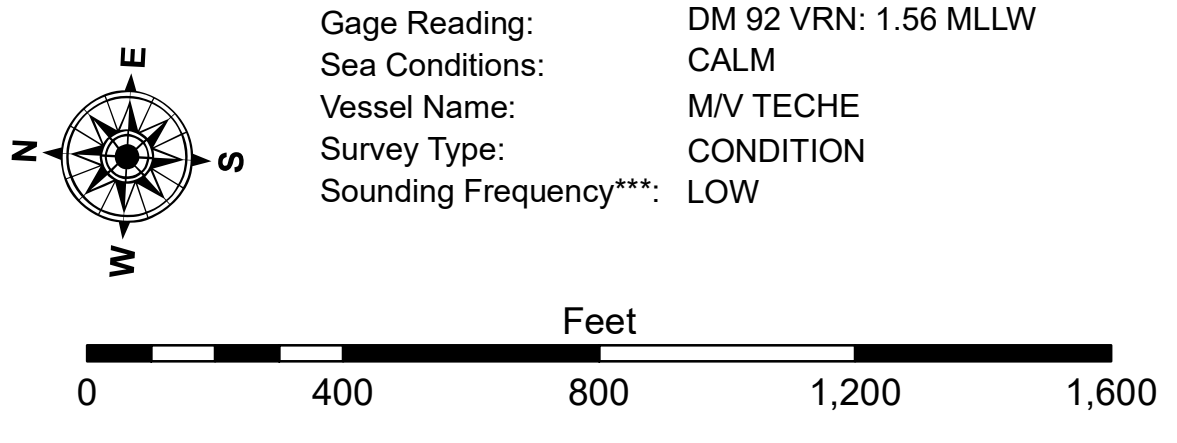 E
N
S
W
Gage Reading: DM 92 VRN: 1.56 MLLW
Sea Conditions: CALM
Vessel Name: M/V TECHE
Survey Type: CONDITION
Sounding Frequency***: LOW
Feet
0 400 800 1,200 1,600